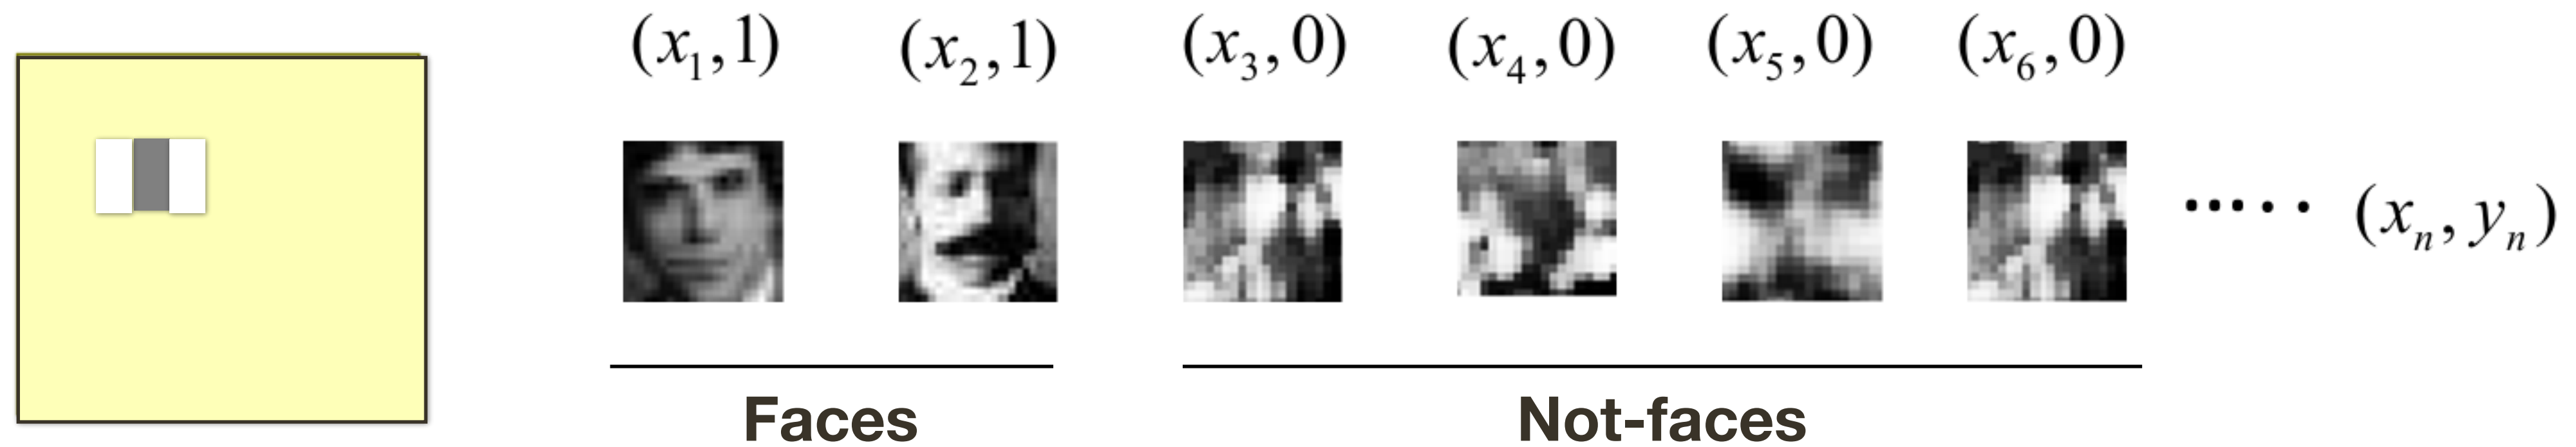 (x₁,1) (x₂,1) (x₃,0) (x₄,0) (x₅,0) (x₆,0)
..... (xₙ, yₙ)
Faces Not-faces